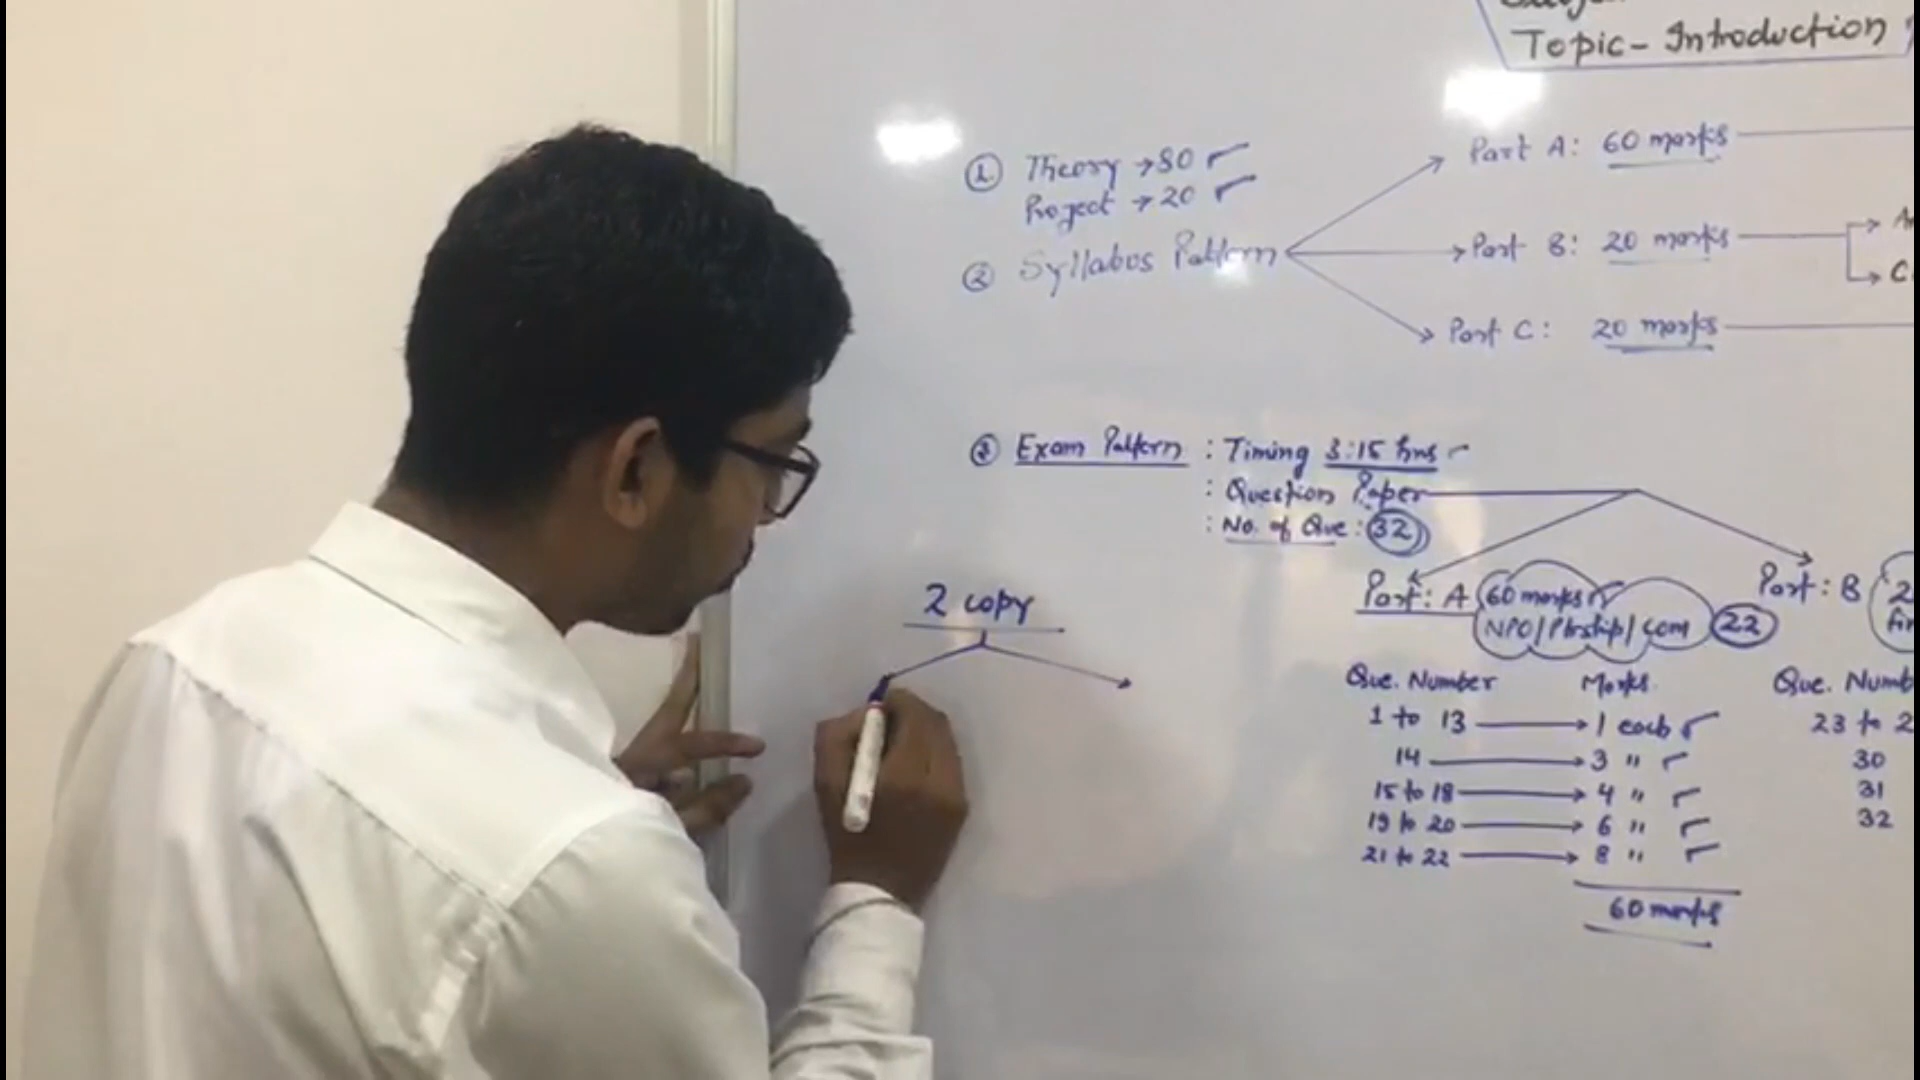 Topic - Introduction
① Theory → 80
Project → 20
② Syllabus Pattern
Part A: 60 marks
Part B: 20 marks
Part C: 20 marks
③ Exam Pattern : Timing 3:15 hrs
: Question Paper
: No. of Que : 32
2 copy
Part: A 60 marks
NPO/Ptrship/Com 22
Que. Number Marks
1 to 13 → 1 each
14 → 3 "
15 to 18 → 4 "
19 to 20 → 6 "
21 to 22 → 8 "
60 marks
Part: B
Que. Numb
23 to 2
30
31
32